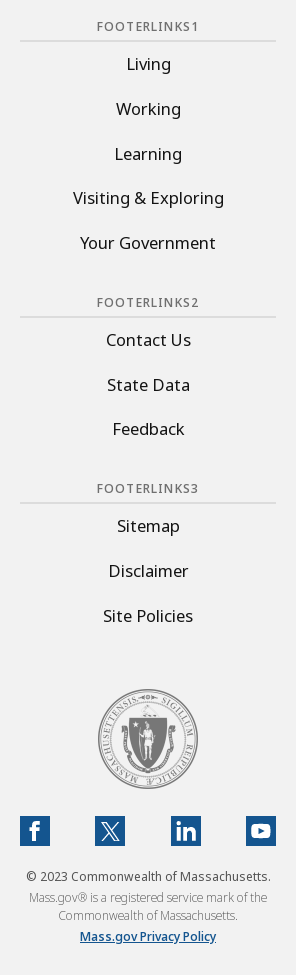 FOOTERLINKS1
Living
Working
Learning
Visiting & Exploring
Your Government
FOOTERLINKS2
Contact Us
State Data
Feedback
FOOTERLINKS3
Sitemap
Disclaimer
Site Policies
SIGILLUM REIPUBLICÆ MASSACHUSETTENSIS
© 2023 Commonwealth of Massachusetts.
Mass.gov® is a registered service mark of the
Commonwealth of Massachusetts.
Mass.gov Privacy Policy